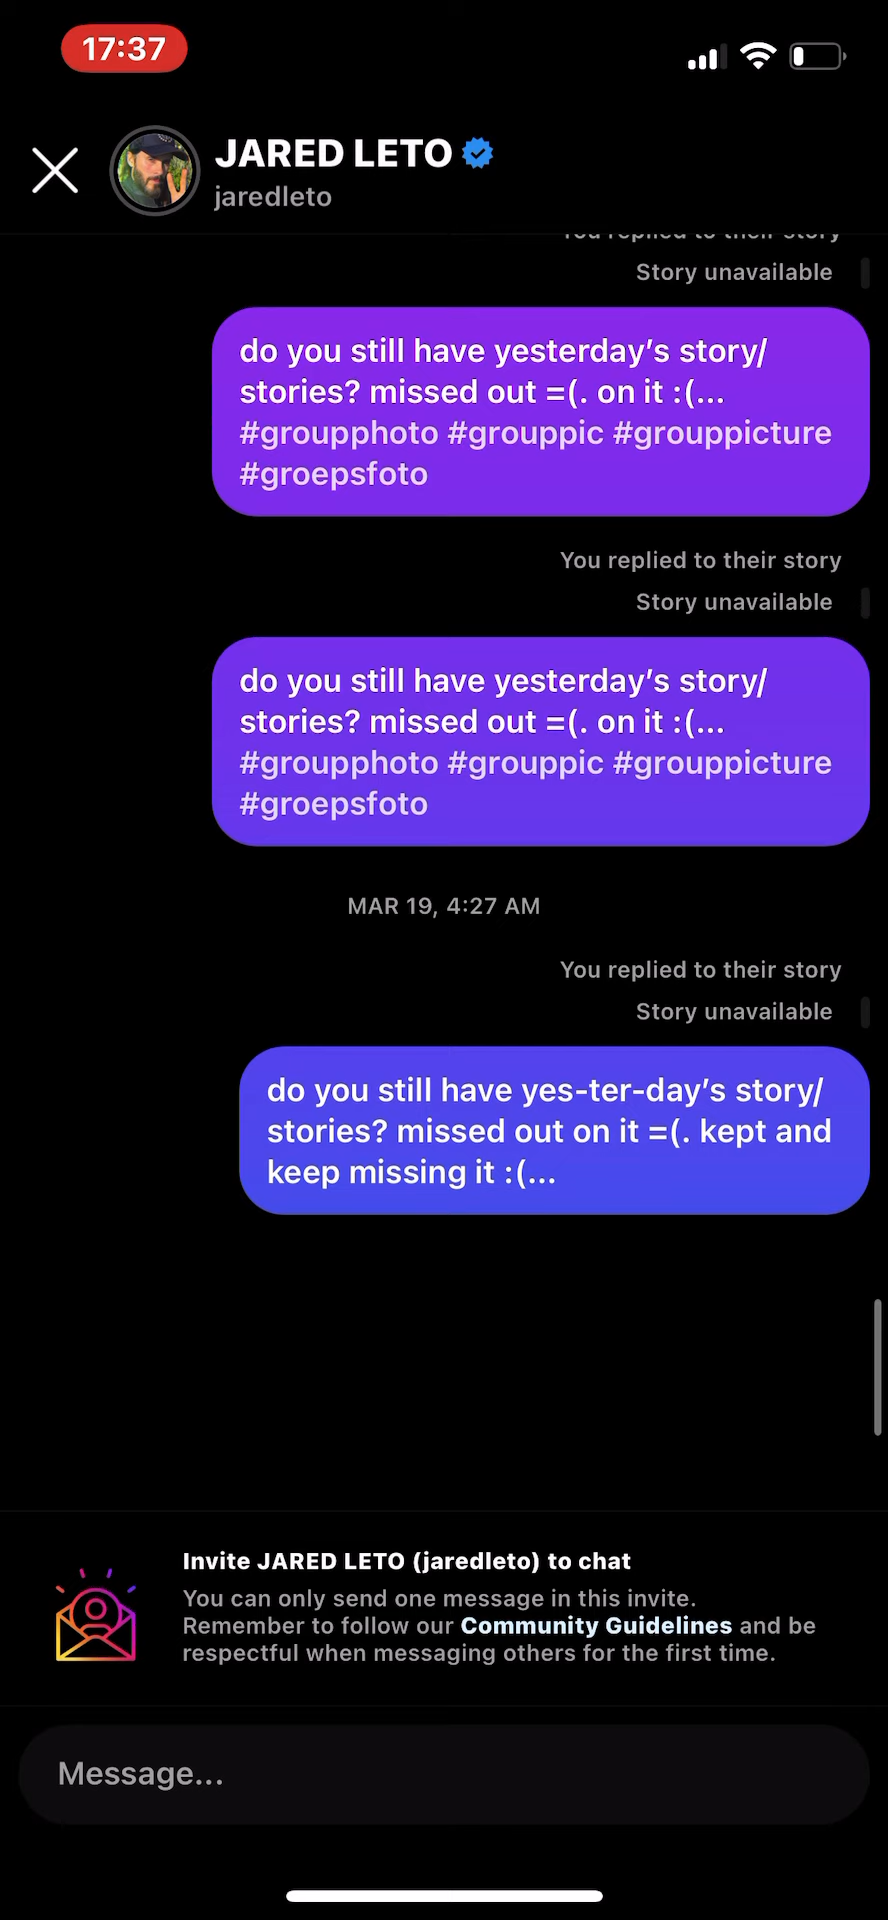 17:37
JARED LETO
jaredleto
You replied to their story
Story unavailable
do you still have yesterday’s story/
stories? missed out =(. on it :(...
#groupphoto #grouppic #grouppicture
#groepsfoto
You replied to their story
Story unavailable
do you still have yesterday’s story/
stories? missed out =(. on it :(...
#groupphoto #grouppic #grouppicture
#groepsfoto
MAR 19, 4:27 AM
You replied to their story
Story unavailable
do you still have yes-ter-day’s story/
stories? missed out on it =(. kept and
keep missing it :(...
Invite JARED LETO (jaredleto) to chat
You can only send one message in this invite.
Remember to follow our Community Guidelines and be
respectful when messaging others for the first time.
Message...